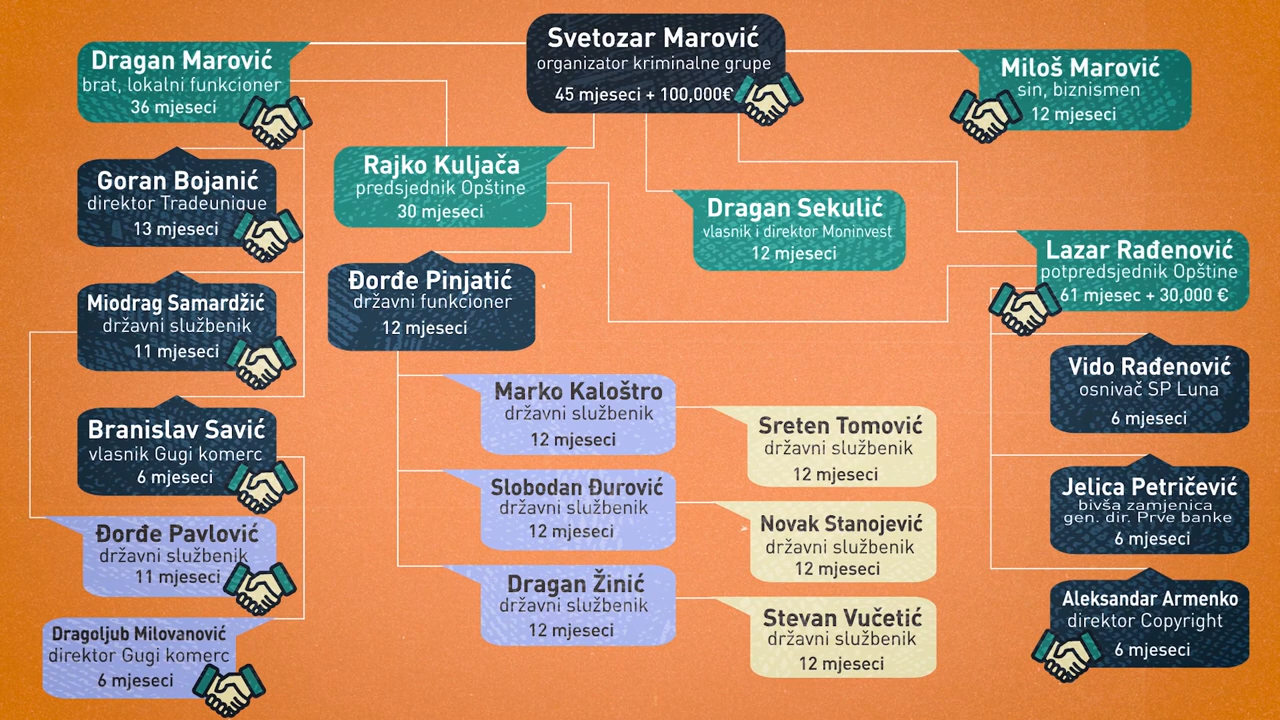 Svetozar Marović
organizator kriminalne grupe
45 mjeseci + 100,000€
Dragan Marović
brat, lokalni funkcioner
36 mjeseci
Miloš Marović
sin, biznismen
12 mjeseci
Goran Bojanić
direktor Tradeunique
13 mjeseci
Rajko Kuljača
predsjednik Opštine
30 mjeseci
Dragan Sekulić
vlasnik i direktor Moninvest
12 mjeseci
Lazar Rađenović
potpredsjednik Opštine
61 mjesec + 30,000 €
Miodrag Samardžić
državni službenik
11 mjeseci
Đorđe Pinjatić
državni funkcioner
12 mjeseci
Vido Rađenović
osnivač SP Luna
6 mjeseci
Branislav Savić
vlasnik Gugi komerc
6 mjeseci
Marko Kaloštro
državni službenik
12 mjeseci
Sreten Tomović
državni službenik
12 mjeseci
Jelica Petričević
bivša zamjenica
gen. dir. Prve banke
6 mjeseci
Slobodan Đurović
državni službenik
12 mjeseci
Novak Stanojević
državni službenik
12 mjeseci
Đorđe Pavlović
državni službenik
11 mjeseci
Dragan Žinić
državni službenik
12 mjeseci
Stevan Vučetić
državni službenik
12 mjeseci
Aleksandar Armenko
direktor Copyright
6 mjeseci
Dragoljub Milovanović
direktor Gugi komerc
6 mjeseci